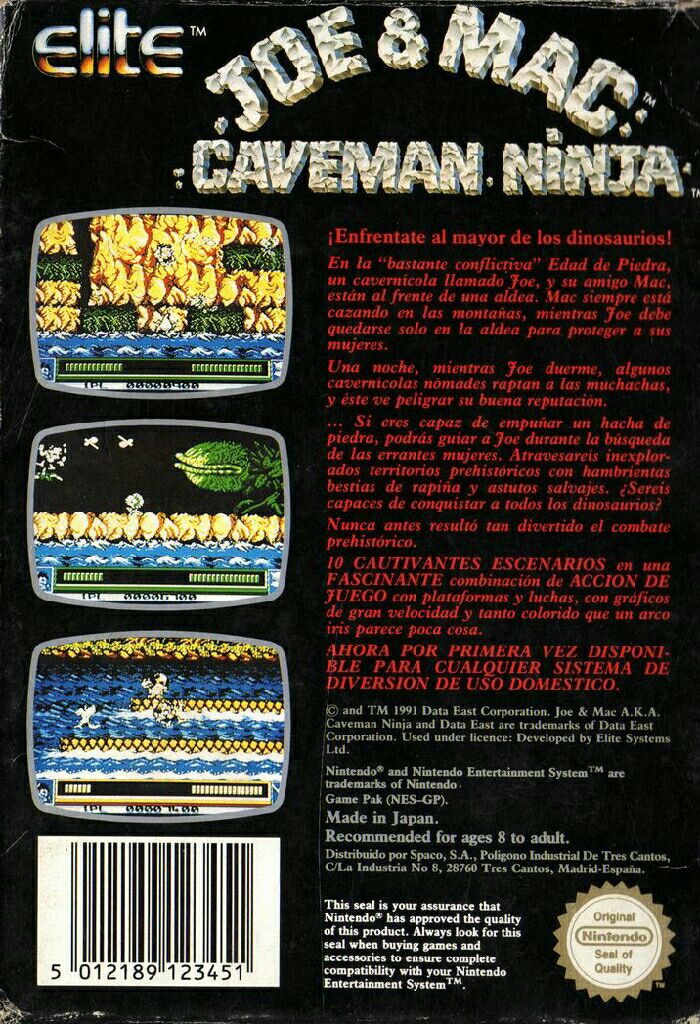 elite™
JOE & MAC™
CAVEMAN NINJA™
¡Enfrentate al mayor de los dinosaurios!
En la “bastante conflictiva” Edad de Piedra,
un cavernícola llamado Joe, y su amigo Mac,
están al frente de una aldea. Mac siempre está
cazando en las montañas, mientras Joe debe
quedarse solo en la aldea para proteger a sus
mujeres.
Una noche, mientras Joe duerme, algunos
cavernicolas nómades raptan a las muchachas,
y éste ve peligrar su buena reputación.
... Si eres capaz de empuñar un hacha de
piedra, podrás guiar a Joe durante la búsqueda
de las errantes mujeres. Atravesareis inexplor-
ados territorios prehistóricos con hambrientas
bestias de rapiña y astutos salvajes. ¿Sereis
capaces de conquistar a todos los dinosaurios?
Nunca antes resultó tan divertido el combate
prehistórico.
10 CAUTIVANTES ESCENARIOS en una
FASCINANTE combinación de ACCION DE
JUEGO con plataformas y luchas, con gráficos
de gran velocidad y tanto colorido que un arco
iris parece poca cosa.
AHORA POR PRIMERA VEZ DISPONI-
BLE PARA CUALQUIER SISTEMA DE
DIVERSION DE USO DOMESTICO.
© and TM 1991 Data East Corporation. Joe & Mac A.K.A.
Caveman Ninja and Data East are trademarks of Data East
Corporation. Used under licence: Developed by Elite Systems
Ltd.
Nintendo® and Nintendo Entertainment System™ are
trademarks of Nintendo
Game Pak (NES-GP).
Made in Japan.
Recommended for ages 8 to adult.
Distribuido por Spaco, S.A., Poligono Industrial De Tres Cantos,
C/La Industria No 8, 28760 Tres Cantos, Madrid-España.
This seal is your assurance that
Nintendo® has approved the quality
of this product. Always look for this
seal when buying games and
accessories to ensure complete
compatibility with your Nintendo
Entertainment System™.
Original
Nintendo
Seal of
Quality
™
5 012189 123451